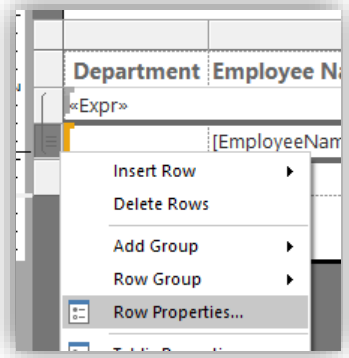 Department Employee Na
«Expr»
[EmployeeNam
Insert Row
Delete Rows
Add Group
Row Group
Row Properties...